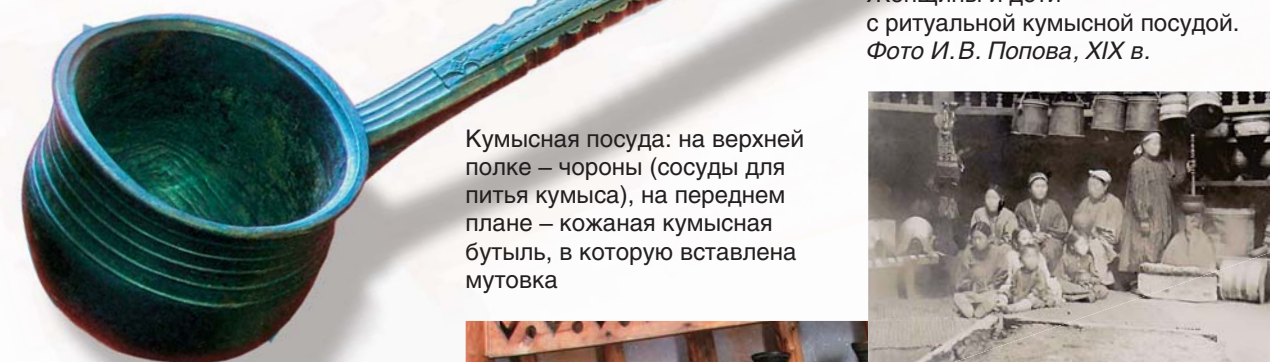 с ритуальной кумысной посудой.
Фото И.В. Попова, XIX в.
Кумысная посуда: на верхней
полке – чороны (сосуды для
питья кумыса), на переднем
плане – кожаная кумысная
бутыль, в которую вставлена
мутовка